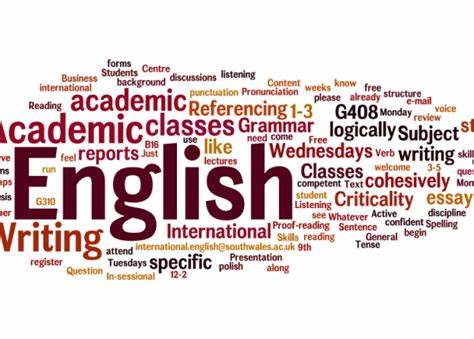 forms
Business Students Centre Content weeks know
international background discussions listening free structure
punctuation Pronunciation please already e-mail
Reading academic Referencing 1-3 G408 Monday voice
review
Academic classes Grammar logically Subject
use need come
run feel reports B16 Just like lectures Wednesdays Verb writing
English Classes welcome 3-5
competent Text cohesively
G310 student Criticality essay
Listening see Whatever Active discipline
Writing International Proof-reading Sentence confident Spelling
attend international.english@southwales.ac.uk Skills reading General begin
9th Tense
register Tuesdays specific Presentation
Question In-sessional 12-2 polish along